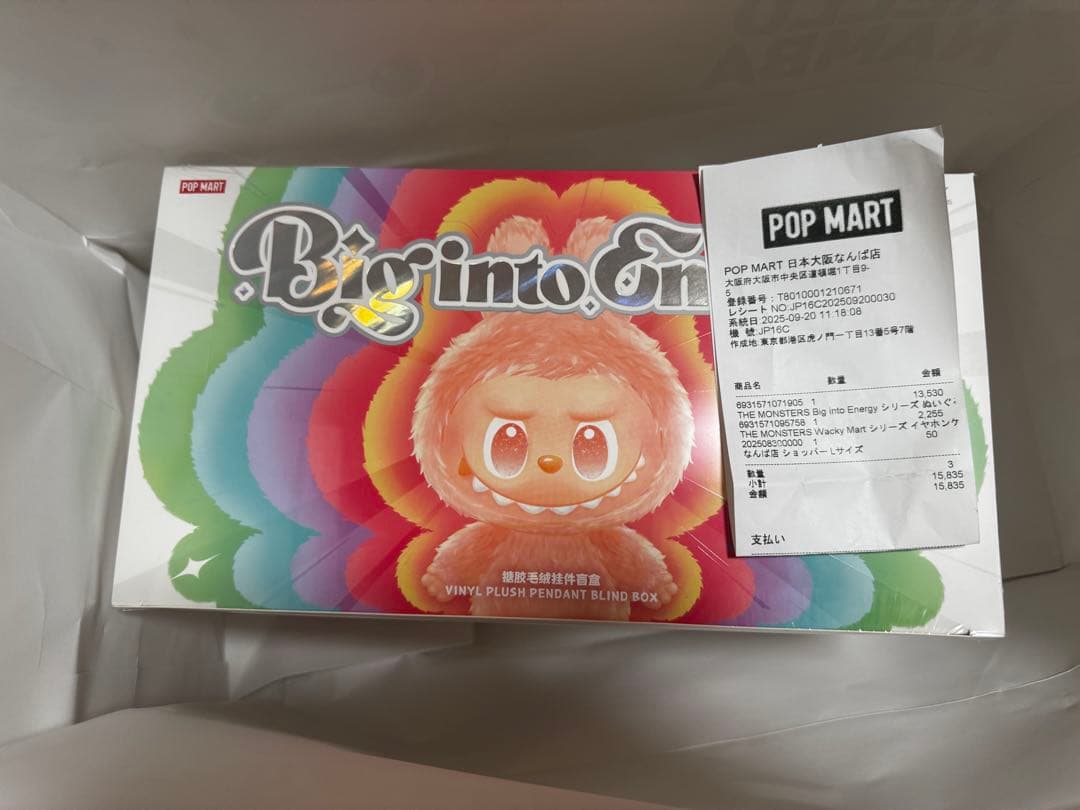 POP MART
Big into En
糖胶毛绒挂件盲盒
VINYL PLUSH PENDANT BLIND BOX
POP MART
POP MART 日本大阪なんば店
大阪府大阪市中央区道頓堀1丁目9-
5
登録番号:T8010001210671
レシート NO:JP16C202509200030
系統日:2025-09-20 11:18:08
機 號:JP16C
作成地:東京都港区虎ノ門一丁目13番5号7階
商品名 数量 金額
6931571071905 1 13,530
THE MONSTERS Big into Energy シリーズ ぬいぐ
6931571095758 1 2,255
THE MONSTERS Wacky Mart シリーズ イヤホンケ
202508300000 1 50
なんば店 ショッパーLサイズ
数量 3
小計 15,835
金額 15,835
支払い